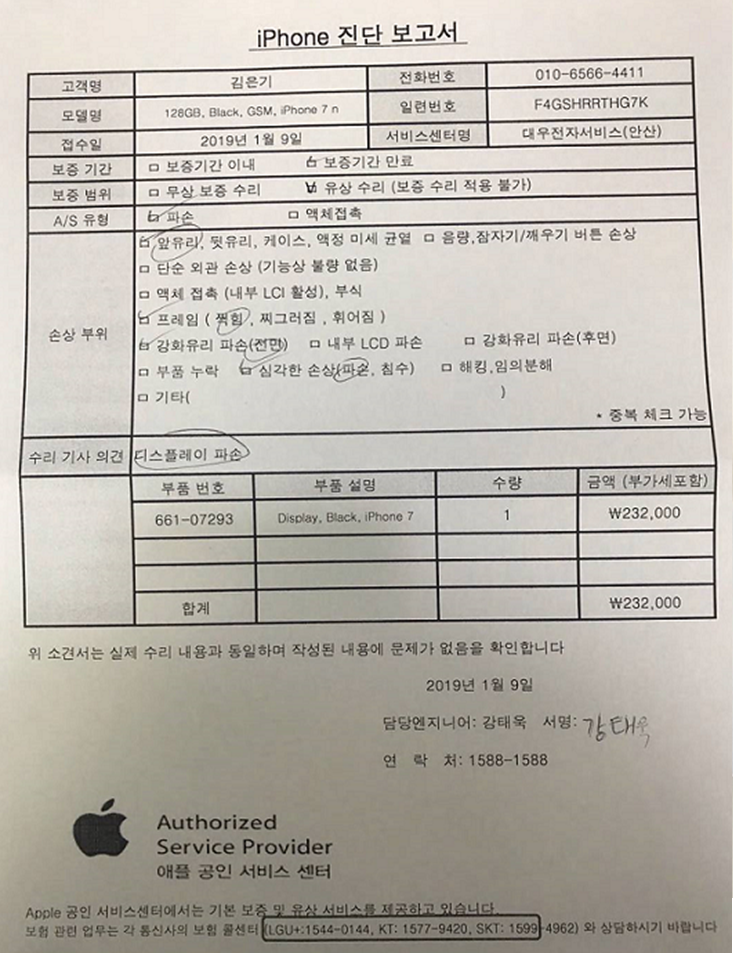 iPhone 진단 보고서
고객명 김은기 전화번호 010-6566-4411
모델명 128GB, Black, GSM, iPhone 7 n 일련번호 F4GSHRRTHG7K
접수일 2019년 1월 9일 서비스센터명 대우전자서비스(안산)
보증 기간 □ 보증기간 이내 □ 보증기간 만료
보증 범위 □ 무상 보증 수리 □ 유상 수리 (보증 수리 적용 불가)
A/S 유형 □ 파손 □ 액체접촉
□ 앞유리, 뒷유리, 케이스, 액정 미세 균열 □ 음량,잠자기/깨우기 버튼 손상
□ 단순 외관 손상 (기능상 불량 없음)
□ 액체 접촉 (내부 LCI 활성), 부식
□ 프레임 ( 찍힘 , 찌그러짐 , 휘어짐 )
손상 부위 □ 강화유리 파손(전면) □ 내부 LCD 파손 □ 강화유리 파손(후면)
□ 부품 누락 □ 심각한 손상(파손, 침수) □ 해킹,임의분해
□ 기타( )
* 중복 체크 가능
수리 기사 의견 디스플레이 파손
부품 번호 부품 설명 수량 금액 (부가세포함)
661-07293 Display, Black, iPhone 7 1 ₩232,000
합계 ₩232,000
위 소견서는 실제 수리 내용과 동일하며 작성된 내용에 문제가 없음을 확인합니다
2019년 1월 9일
담당엔지니어: 강태욱 서명: 강태욱
연 락 처: 1588-1588
Authorized
Service Provider
애플 공인 서비스 센터
Apple 공인 서비스센터에서는 기본 보증 및 유상 서비스를 제공하고 있습니다.
보험 관련 업무는 각 통신사의 보험 콜센터 (LGU+:1544-0144, KT: 1577-9420, SKT: 1599-4962) 와 상담하시기 바랍니다